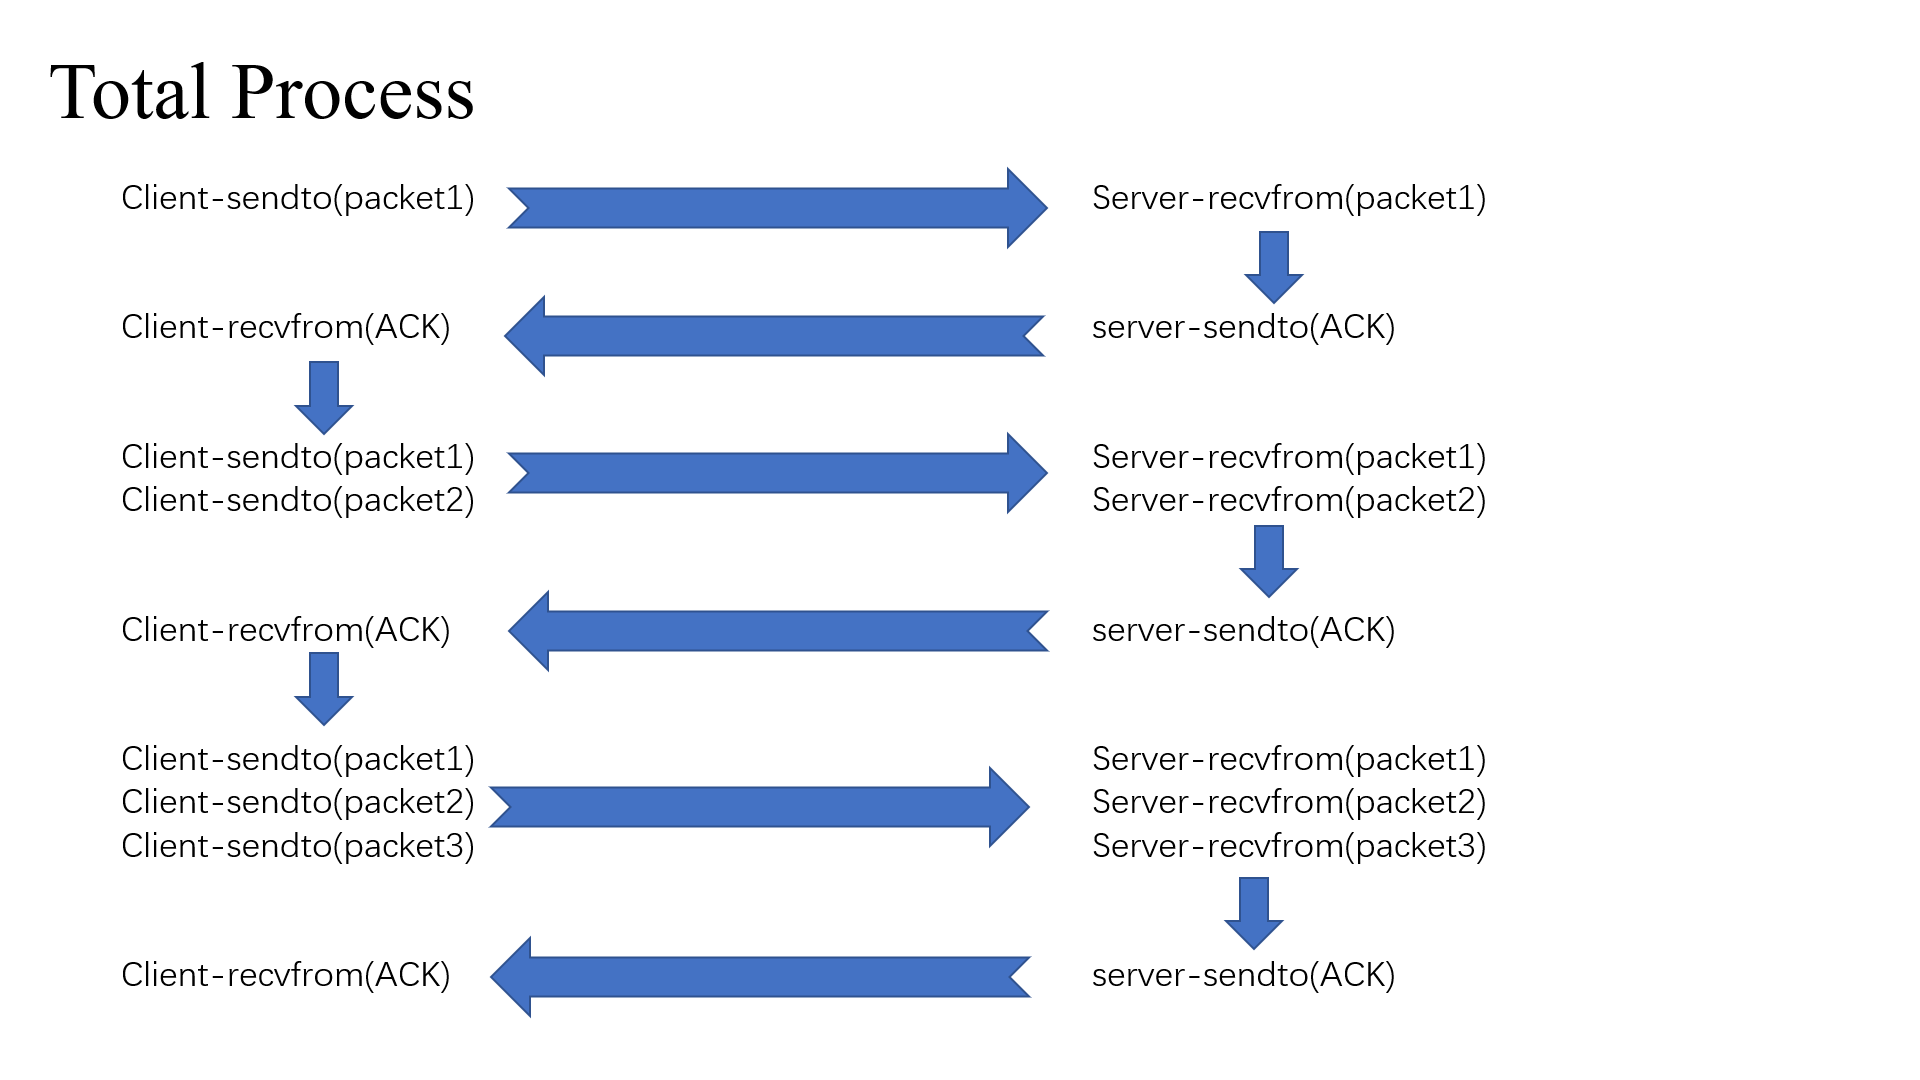 Total Process
Client-sendto(packet1)
Server-recvfrom(packet1)
Client-recvfrom(ACK)
server-sendto(ACK)
Client-sendto(packet1)
Client-sendto(packet2)
Server-recvfrom(packet1)
Server-recvfrom(packet2)
Client-recvfrom(ACK)
server-sendto(ACK)
Client-sendto(packet1)
Client-sendto(packet2)
Client-sendto(packet3)
Server-recvfrom(packet1)
Server-recvfrom(packet2)
Server-recvfrom(packet3)
Client-recvfrom(ACK)
server-sendto(ACK)